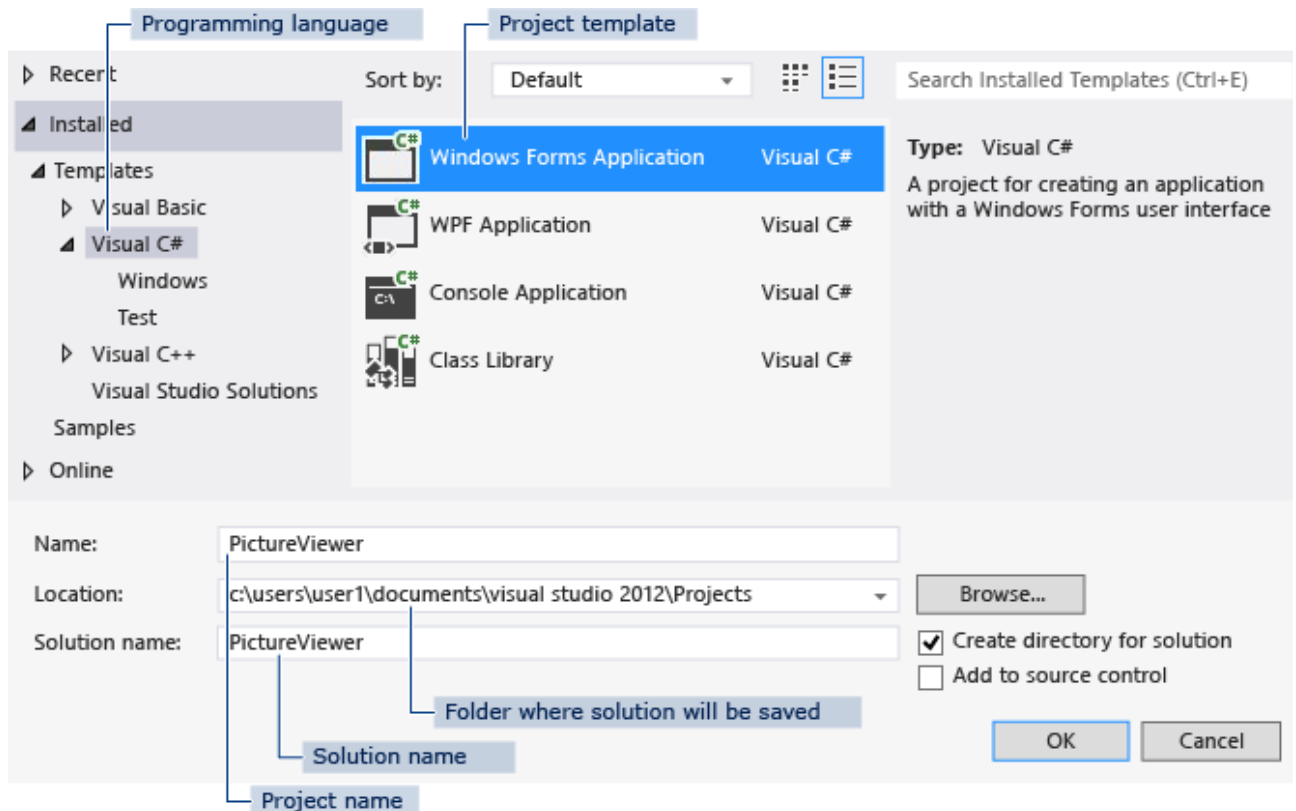 Programming language
Project template
Recent
Sort by:
Default
Search Installed Templates (Ctrl+E)
Installed
Templates
Visual Basic
Visual C#
Windows
Test
Visual C++
Visual Studio Solutions
Samples
Online
C#
Windows Forms Application
Visual C#
C#
WPF Application
Visual C#
C#
C:\
Console Application
Visual C#
C#
Class Library
Visual C#
Type: Visual C#
A project for creating an application
with a Windows Forms user interface
Name:
PictureViewer
Location:
c:\users\user1\documents\visual studio 2012\Projects
Browse...
Solution name:
PictureViewer
Create directory for solution
Add to source control
Folder where solution will be saved
OK
Cancel
Solution name
Project name